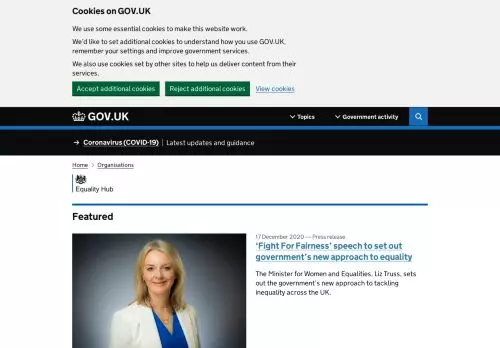 Cookies on GOV.UK
We use some essential cookies to make this website work.
We'd like to set additional cookies to understand how you use GOV.UK,
remember your settings and improve government services.
We also use cookies set by other sites to help us deliver content from their
services.
Accept additional cookies
Reject additional cookies
View cookies
GOV.UK
Topics
Government activity
→ Coronavirus (COVID-19) | Latest updates and guidance
Home > Organisations
Equality Hub
Featured
17 December 2020 — Press release
'Fight For Fairness' speech to set out
government's new approach to equality
The Minister for Women and Equalities, Liz Truss, sets
out the government's new approach to tackling
inequality across the UK.